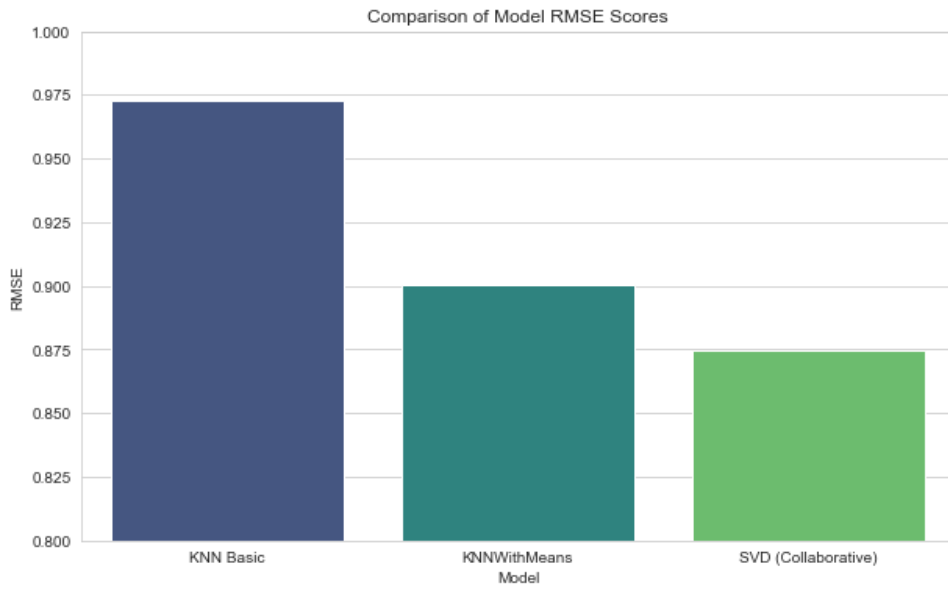 Comparison of Model RMSE Scores
1.000
0.975
0.950
0.925
0.900
0.875
0.850
0.825
0.800
RMSE
KNN Basic KNNWithMeans SVD (Collaborative)
Model